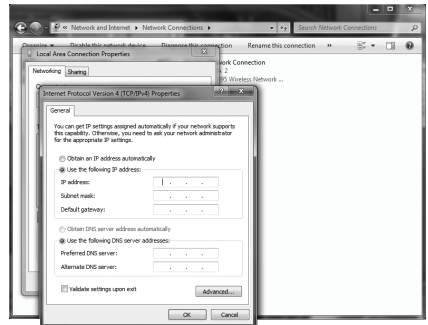 « Network and Internet ▸ Network Connections ▸
Search Network Connections
Organize Disable this network device Diagnose this connection Rename this connection »
Local Area Connection Properties
work Connection
2
95 Wireless Network ...
Networking Sharing
Internet Protocol Version 4 (TCP/IPv4) Properties
General
You can get IP settings assigned automatically if your network supports
this capability. Otherwise, you need to ask your network administrator
for the appropriate IP settings.
Obtain an IP address automatically
Use the following IP address:
IP address:
Subnet mask:
Default gateway:
Obtain DNS server address automatically
Use the following DNS server addresses:
Preferred DNS server:
Alternate DNS server:
Validate settings upon exit
Advanced...
OK Cancel